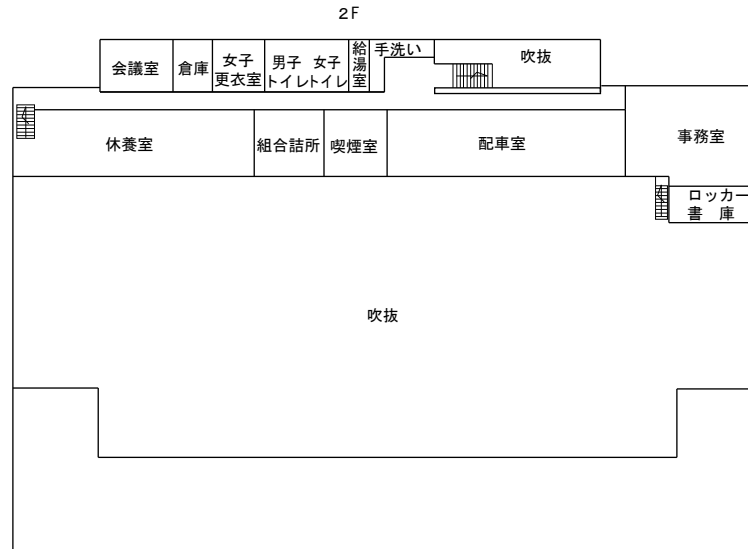 2F
会議室
倉庫
女子
更衣室
男子
トイレ
女子
トイレ
給
湯
室
手洗い
吹抜
休養室
組合詰所
喫煙室
配車室
事務室
ロッカー
書 庫
吹抜